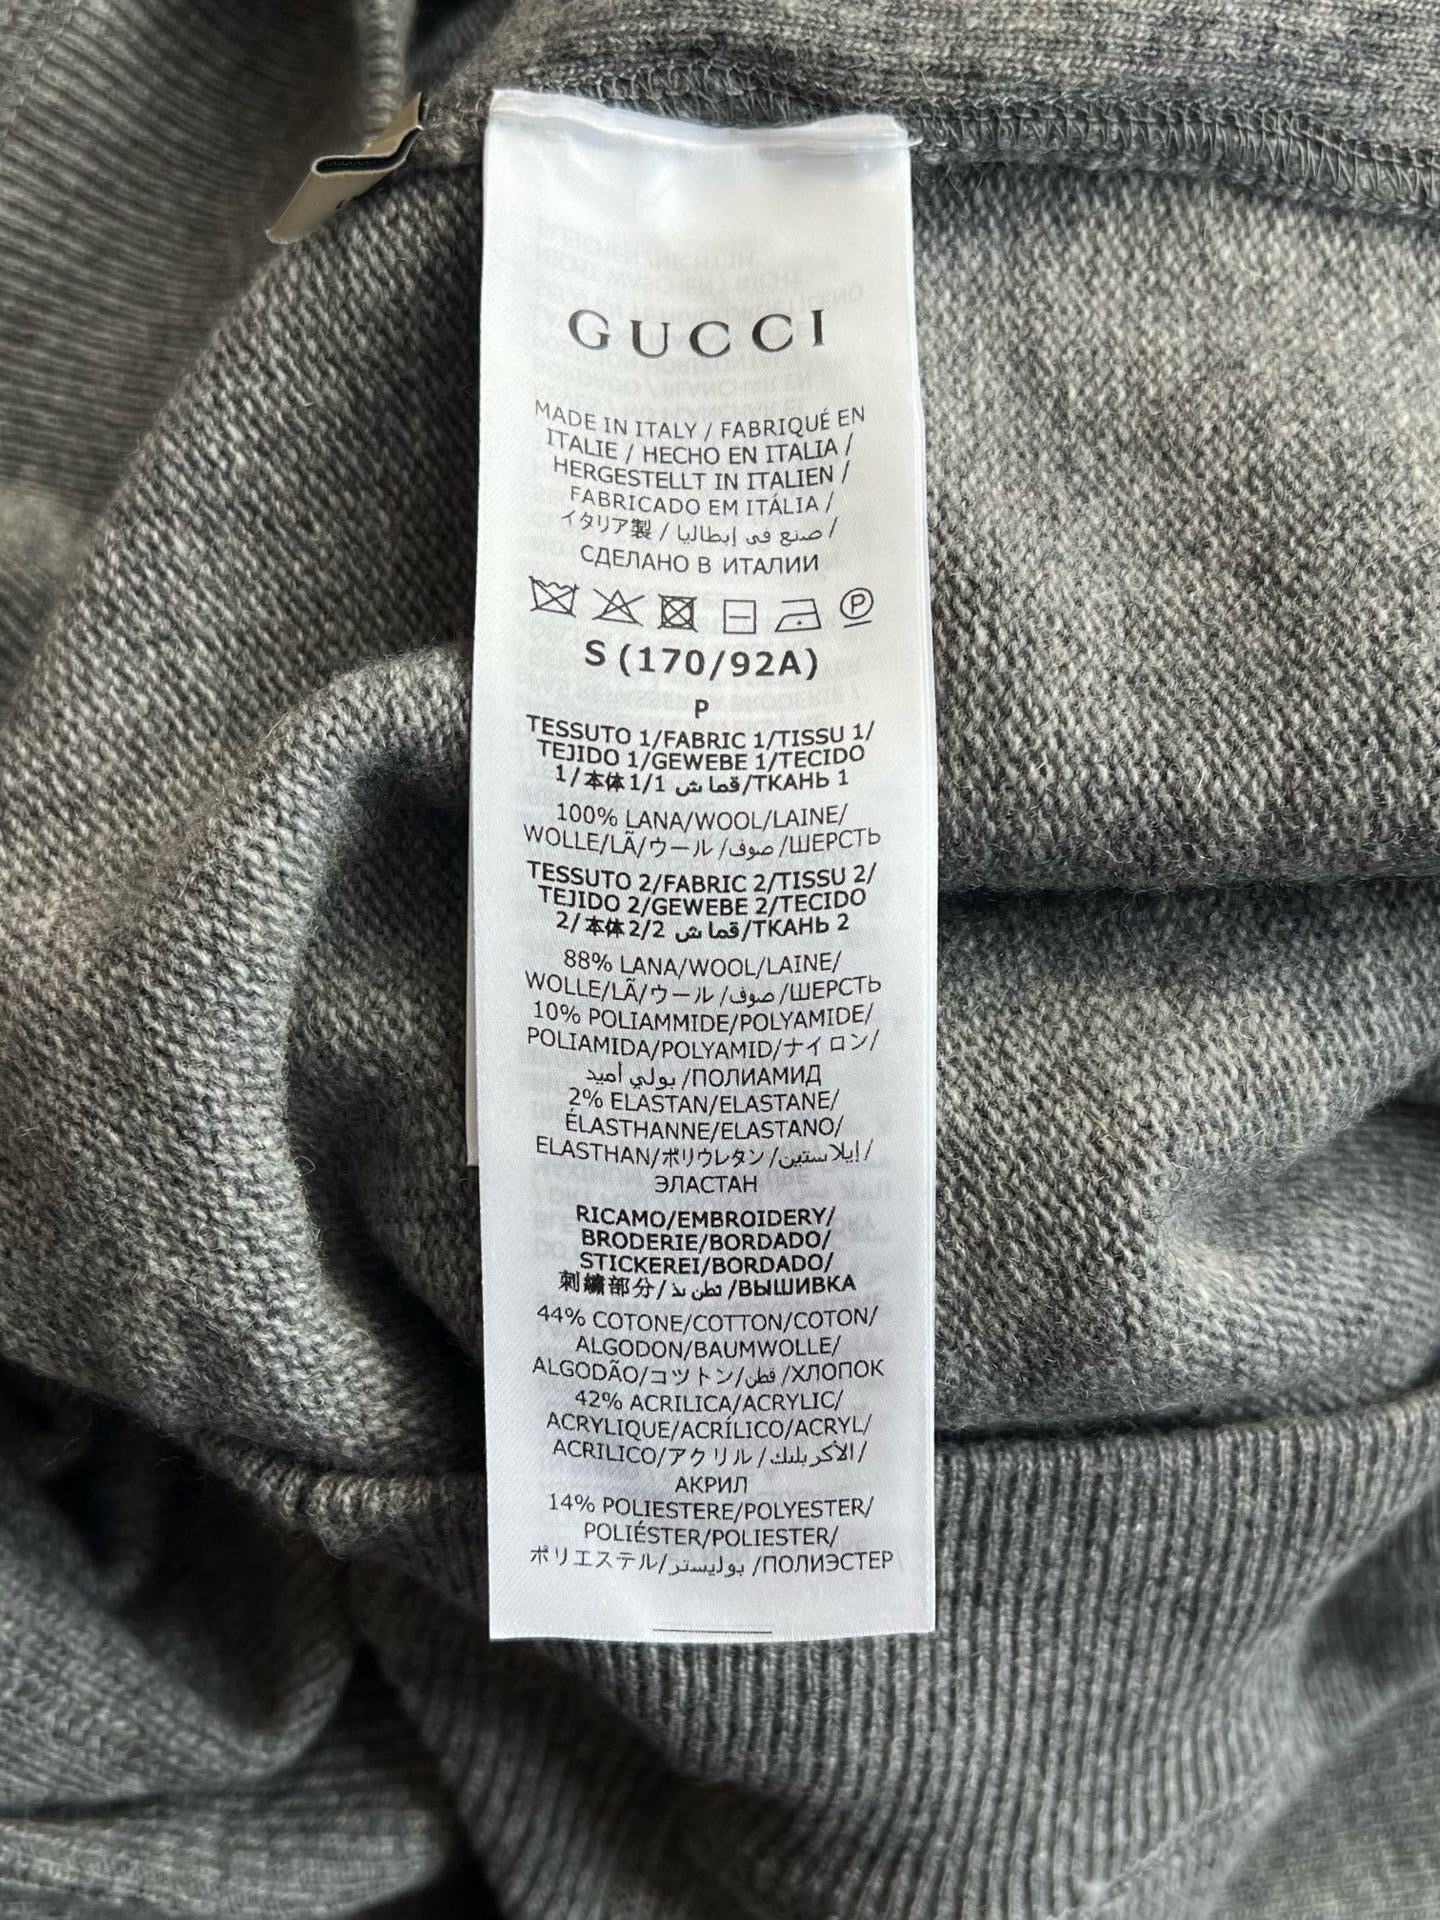 GUCCI
MADE IN ITALY / FABRIQUÉ EN
ITALIE / HECHO EN ITALIA /
HERGESTELLT IN ITALIEN /
FABRICADO EM ITÁLIA /
イタリア製 / صنع في إيطاليا /
СДЕЛАНО В ИТАЛИИ
P
S (170/92A)
P
TESSUTO 1/FABRIC 1/TISSU 1/
TEJIDO 1/GEWEBE 1/TECIDO
1/本体1/1 قماش/ТКАНЬ 1
100% LANA/WOOL/LAINE/
WOLLE/LÃ/ウール/صوف/ШЕРСТЬ
TESSUTO 2/FABRIC 2/TISSU 2/
TEJIDO 2/GEWEBE 2/TECIDO
2/本体2/2 قماش/ТКАНЬ 2
88% LANA/WOOL/LAINE/
WOLLE/LÃ/ウール/صوف/ШЕРСТЬ
10% POLIAMMIDE/POLYAMIDE/
POLIAMIDA/POLYAMID/ナイロン/
بولي أميد/ПОЛИАМИД
2% ELASTAN/ELASTANE/
ÉLASTHANNE/ELASTANO/
ELASTHAN/ポリウレタン/إيلاستين/
ЭЛАСТАН
RICAMO/EMBROIDERY/
BRODERIE/BORDADO/
STICKEREI/BORDADO/
刺繍部分/تطريز/ВЫШИВКА
44% COTONE/COTTON/COTON/
ALGODON/BAUMWOLLE/
ALGODÃO/コットン/قطن/ХЛОПОК
42% ACRILICA/ACRYLIC/
ACRYLIQUE/ACRÍLICO/ACRYL/
ACRILICO/アクリル/الأكريليك/
АКРИЛ
14% POLIESTERE/POLYESTER/
POLIÉSTER/POLIESTER/
ポリエステル/بوليستر/ПОЛИЭСТЕР